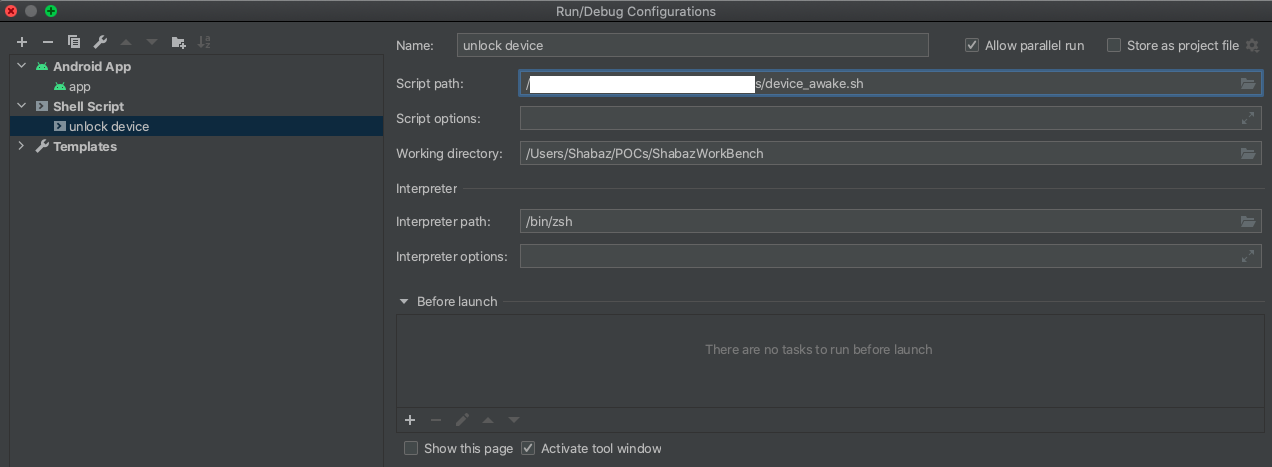 Run/Debug Configurations
Name: unlock device Allow parallel run Store as project file
Android App
app
Shell Script
unlock device
Templates
Script path: / s/device_awake.sh
Script options:
Working directory: /Users/Shabaz/POCs/ShabazWorkBench
Interpreter
Interpreter path: /bin/zsh
Interpreter options:
Before launch
There are no tasks to run before launch
Show this page Activate tool window